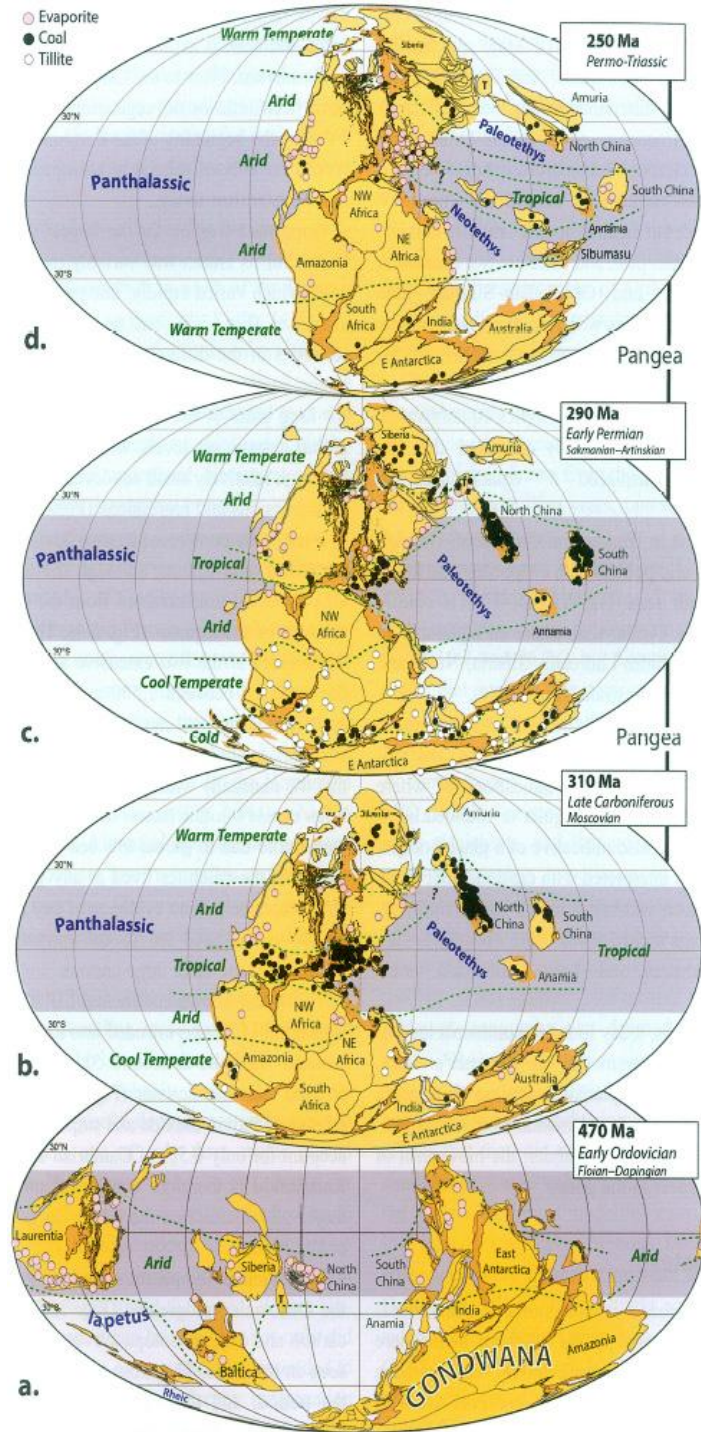 Evaporite
Coal
Tillite
250 Ma
Permo-Triassic
Warm Temperate
Siberia
T
Amuria
Arid
30°N
Paleotethys
North China
Panthalassic
Arid
Tropical
South China
NW
Africa
Neotethys
Annamia
Arid
Amazonia
NE
Africa
Sibumasu
30°S
South
Africa
India
Australia
Warm Temperate
E Antarctica
d.
Pangea
290 Ma
Early Permian
Sakmarian–Artinskian
Siberia
Warm Temperate
Amuria
T
Arid
30°N
North China
Panthalassic
Tropical
South
China
Paleotethys
Arid
NW
Africa
Annamia
30°S
Cool Temperate
c.
Cold
E Antarctica
Pangea
310 Ma
Late Carboniferous
Moscovian
Siberia
Amuria
Warm Temperate
30°N
?
Arid
North
China
South
China
Panthalassic
Tropical
Paleotethys
Tropical
Anamia
Arid
30°S
NW
Africa
b.
Cool Temperate
Amazonia
NE
Africa
South
Africa
India
Australia
E Antarctica
470 Ma
Early Ordovician
Floian–Dapingian
30°N
Laurentia
Arid
Siberia
North
China
South
China
East
Antarctica
Arid
T
30°S
Iapetus
Anamia
India
Baltica
Amazonia
GONDWANA
Rheic
a.